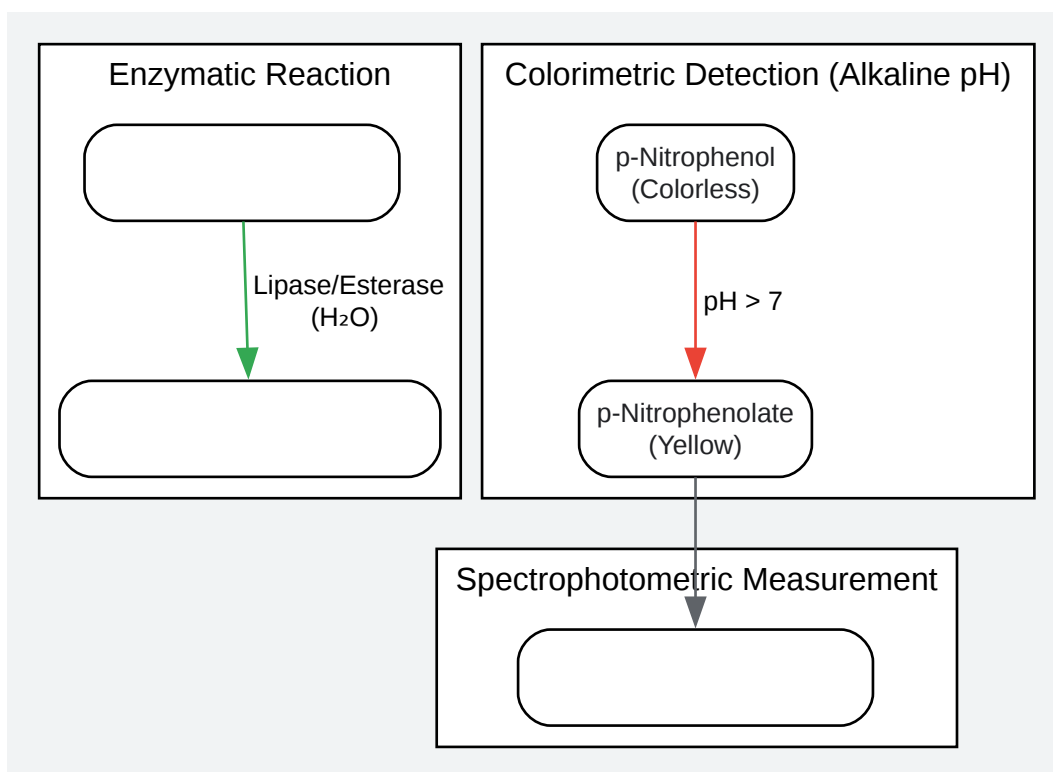 Enzymatic Reaction
Lipase/Esterase
(H₂O)
Colorimetric Detection (Alkaline pH)
p-Nitrophenol
(Colorless)
pH > 7
p-Nitrophenolate
(Yellow)
Spectrophotometric Measurement